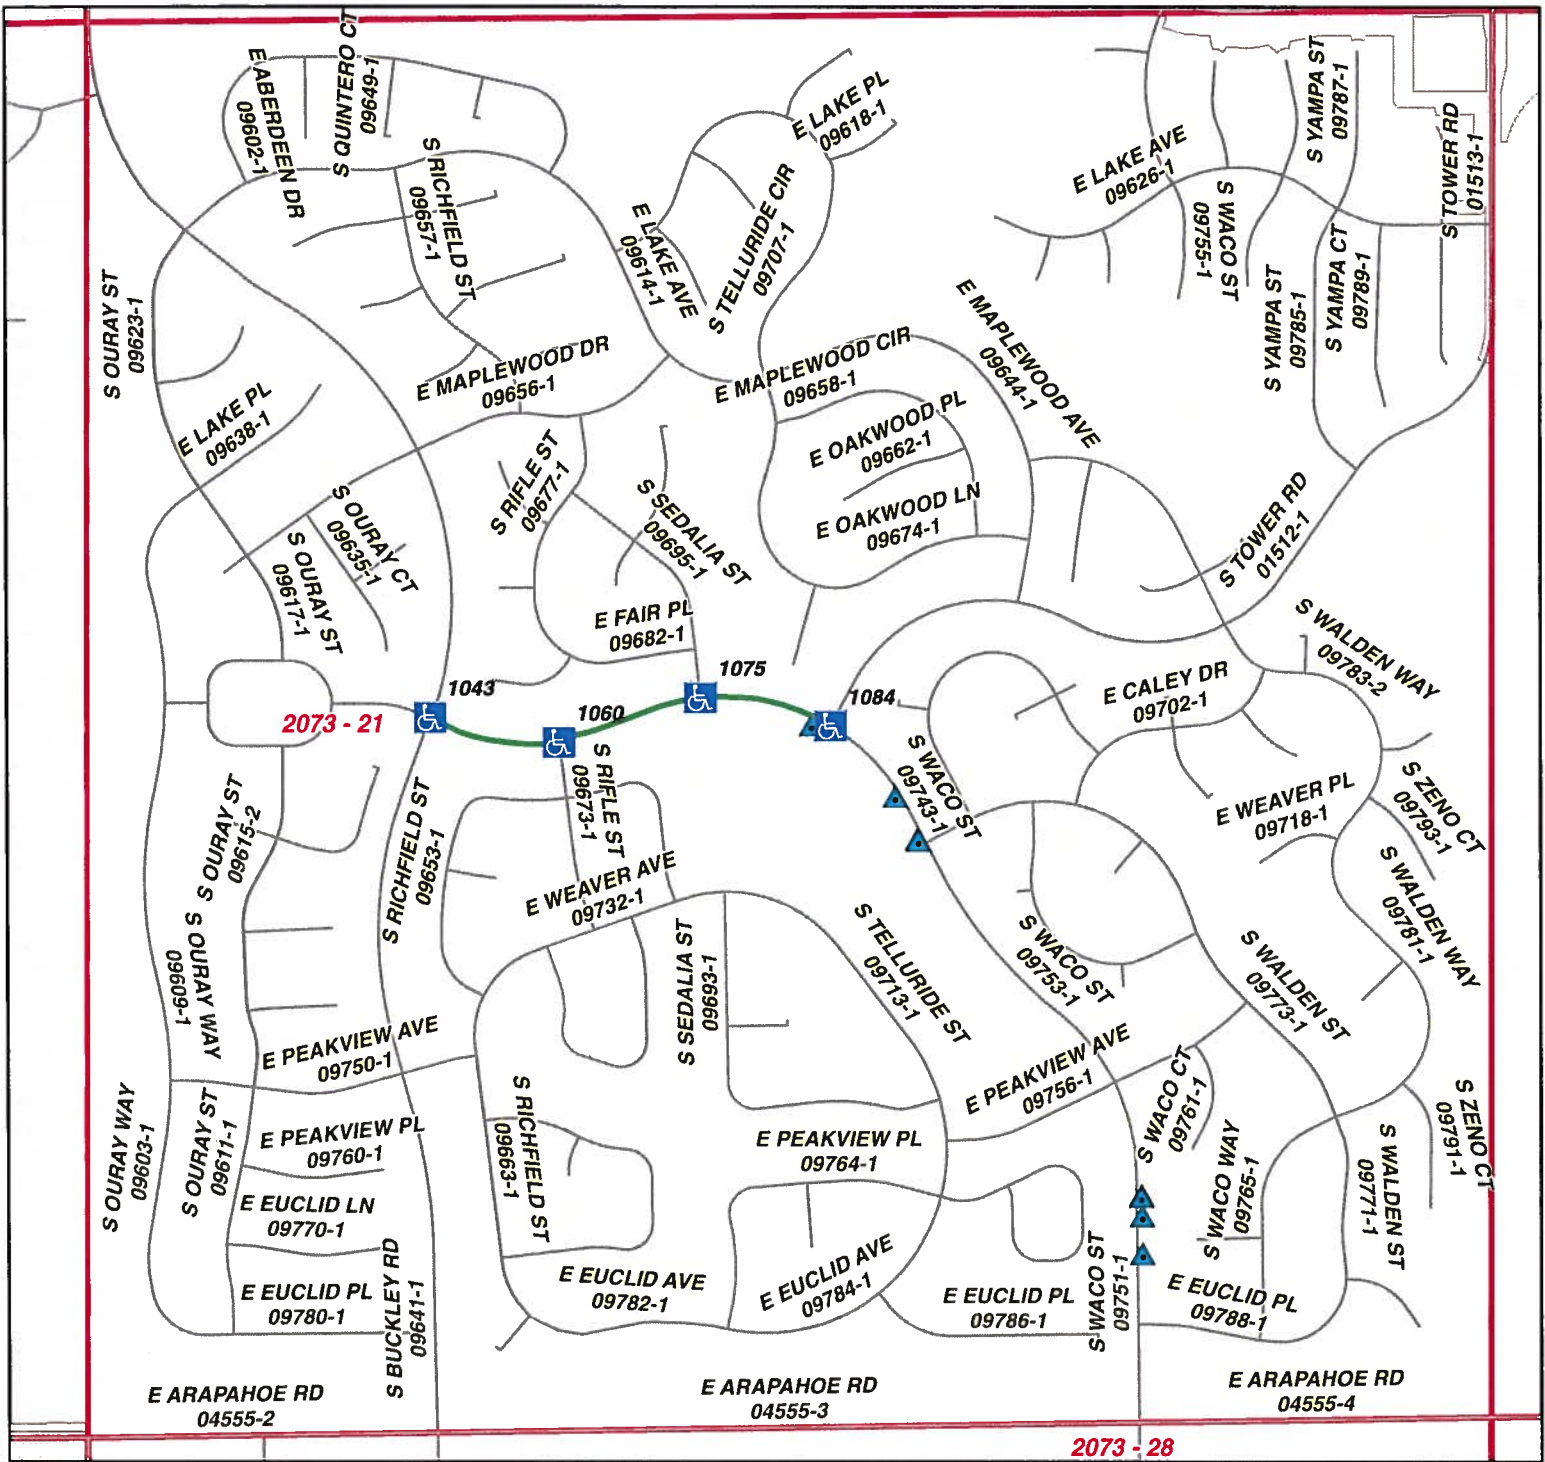 E ABERDEEN DR
09602-1
S QUINTERO CT
09649-1
S RICHFIELD ST
09657-1
E LAKE PL
09618-1
E LAKE AVE
09614-1
S TELLURIDE CIR
09707-1
E LAKE AVE
09626-1
S YAMPA ST
09787-1
S TOWER RD
01513-1
S WACO ST
09755-1
S YAMPA ST
09785-1
S YAMPA CT
09789-1
S OURAY ST
09623-1
E LAKE PL
09638-1
E MAPLEWOOD DR
09656-1
E MAPLEWOOD CIR
09658-1
E MAPLEWOOD AVE
09644-1
E OAKWOOD PL
09662-1
E OAKWOOD LN
09674-1
S OURAY CT
09635-1
S OURAY ST
09617-1
S RIFLE ST
09677-1
S SEDALIA ST
09695-1
E FAIR PL
09682-1
S TOWER RD
01512-1
S WALDEN WAY
09783-2
E CALEY DR
09702-1
1043
1060
1075
1084
2073 - 21
S RIFLE ST
09673-1
S WACO ST
09743-1
E WEAVER PL
09718-1
S ZENO CT
09793-1
S OURAY ST
09615-2
S RICHFIELD ST
09653-1
E WEAVER AVE
09732-1
S WALDEN WAY
09781-1
S OURAY WAY
09609-1
S SEDALIA ST
09693-1
S TELLURIDE ST
09713-1
S WACO ST
09753-1
S WALDEN ST
09773-1
E PEAKVIEW AVE
09750-1
E PEAKVIEW AVE
09756-1
S WACO CT
09761-1
S ZENO CT
09791-1
S OURAY WAY
09603-1
S OURAY ST
09611-1
E PEAKVIEW PL
09760-1
S RICHFIELD ST
09663-1
E PEAKVIEW PL
09764-1
S WACO WAY
09765-1
S WALDEN ST
09771-1
E EUCLID LN
09770-1
E EUCLID PL
09780-1
S BUCKLEY RD
09641-1
E EUCLID AVE
09782-1
E EUCLID AVE
09784-1
E EUCLID PL
09786-1
S WACO ST
09751-1
E EUCLID PL
09788-1
E ARAPAHOE RD
04555-2
E ARAPAHOE RD
04555-3
E ARAPAHOE RD
04555-4
2073 - 28